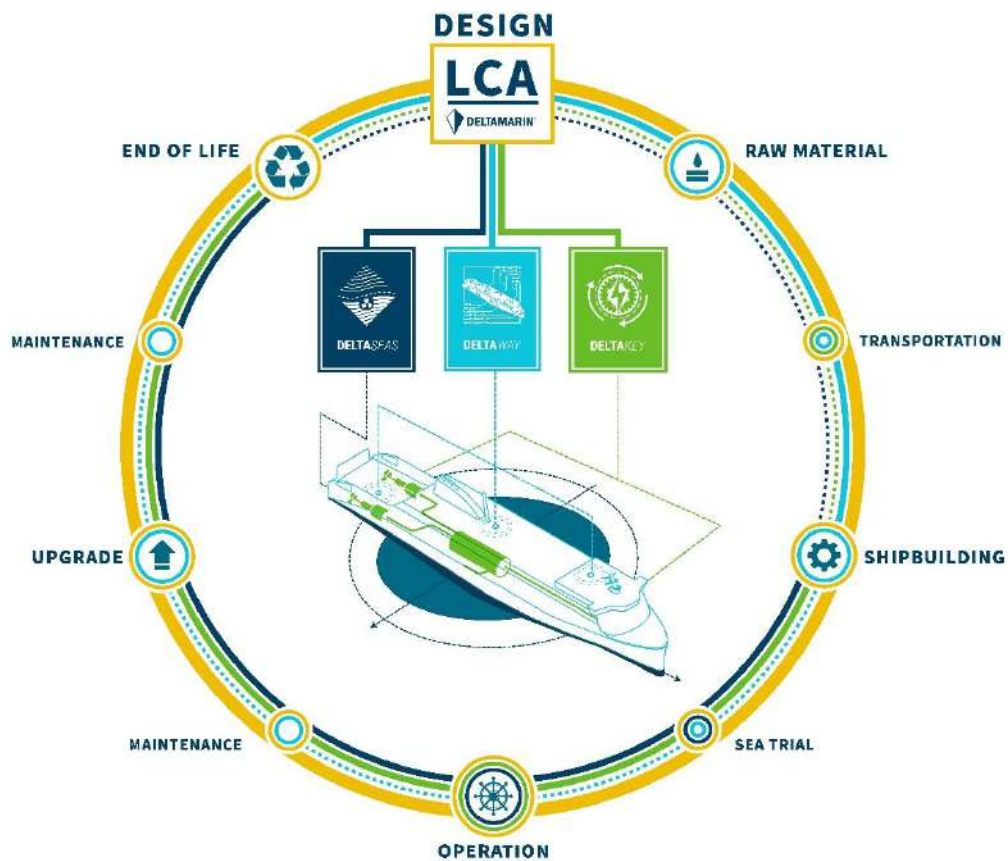 DESIGN
LCA
DELTAMARIN
END OF LIFE
RAW MATERIAL
DELTASEAS
DELTAWAY
DELTAKEY
MAINTENANCE
TRANSPORTATION
UPGRADE
SHIPBUILDING
MAINTENANCE
SEA TRIAL
OPERATION